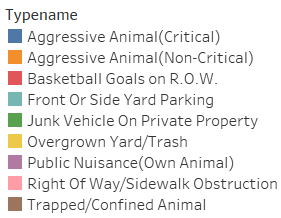 Typename
Aggressive Animal(Critical)
Aggressive Animal(Non-Critical)
Basketball Goals on R.O.W.
Front Or Side Yard Parking
Junk Vehicle On Private Property
Overgrown Yard/Trash
Public Nuisance(Own Animal)
Right Of Way/Sidewalk Obstruction
Trapped/Confined Animal